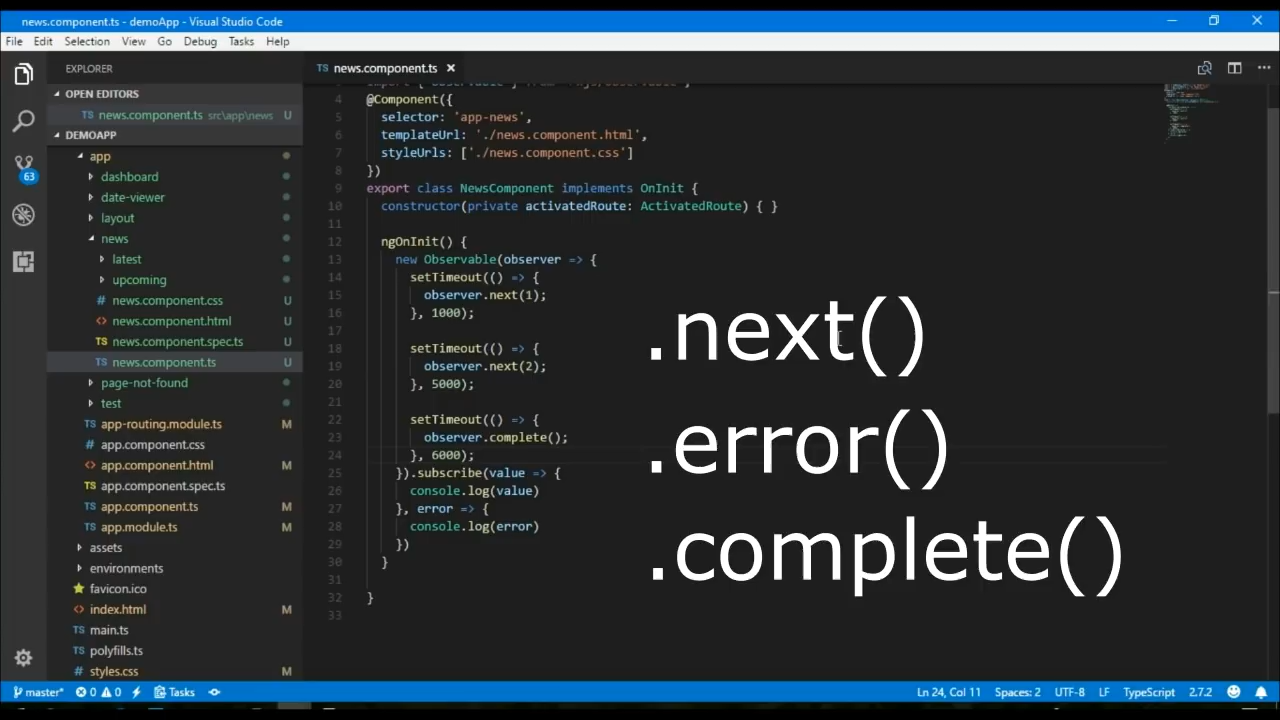 news.component.ts - demoApp - Visual Studio Code
File Edit Selection View Go Debug Tasks Help
EXPLORER
OPEN EDITORS
TS news.component.ts src\app\news U
DEMOAPP
app
dashboard
date-viewer
layout
news
latest
upcoming
# news.component.css U
<> news.component.html U
TS news.component.spec.ts U
TS news.component.ts U
page-not-found
test
TS app-routing.module.ts M
# app.component.css
<> app.component.html M
TS app.component.spec.ts
TS app.component.ts M
TS app.module.ts M
assets
environments
favicon.ico
<> index.html M
TS main.ts
TS polyfills.ts
# styles.css M
63
TS news.component.ts ×
4 @Component({
5 selector: 'app-news',
6 templateUrl: './news.component.html',
7 styleUrls: ['./news.component.css']
8 })
9 export class NewsComponent implements OnInit {
10 constructor(private activatedRoute: ActivatedRoute) { }
11
12 ngOnInit() {
13 new Observable(observer => {
14 setTimeout(() => {
15 observer.next(1);
16 }, 1000);
17
18 setTimeout(() => {
19 observer.next(2);
20 }, 5000);
21
22 setTimeout(() => {
23 observer.complete();
24 }, 6000);
25 }).subscribe(value => {
26 console.log(value)
27 }, error => {
28 console.log(error)
29 })
30 }
31
32 }
33
.next()
.error()
.complete()
master* 0 0 Tasks Ln 24, Col 11 Spaces: 2 UTF-8 LF TypeScript 2.7.2